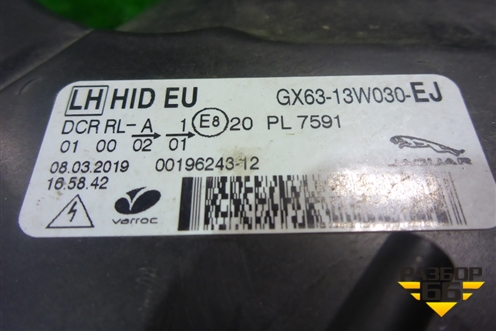 LH HID EU GX63-13W030-EJ
DCR RL-A 1 E8 20 PL 7591
01 00 02 01
08.03.2019 00196243-12
16.58.42
JAGUAR
varroc
РАЗБОР
66